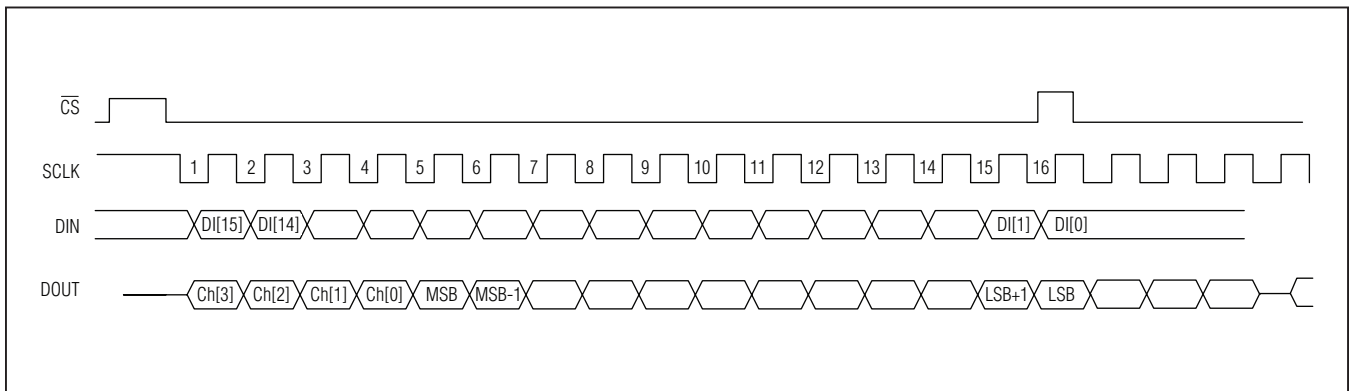 C̅S̅
SCLK 1 2 3 4 5 6 7 8 9 10 11 12 13 14 15 16
DIN DI[15] DI[14] DI[1] DI[0]
DOUT Ch[3] Ch[2] Ch[1] Ch[0] MSB MSB-1 LSB+1 LSB